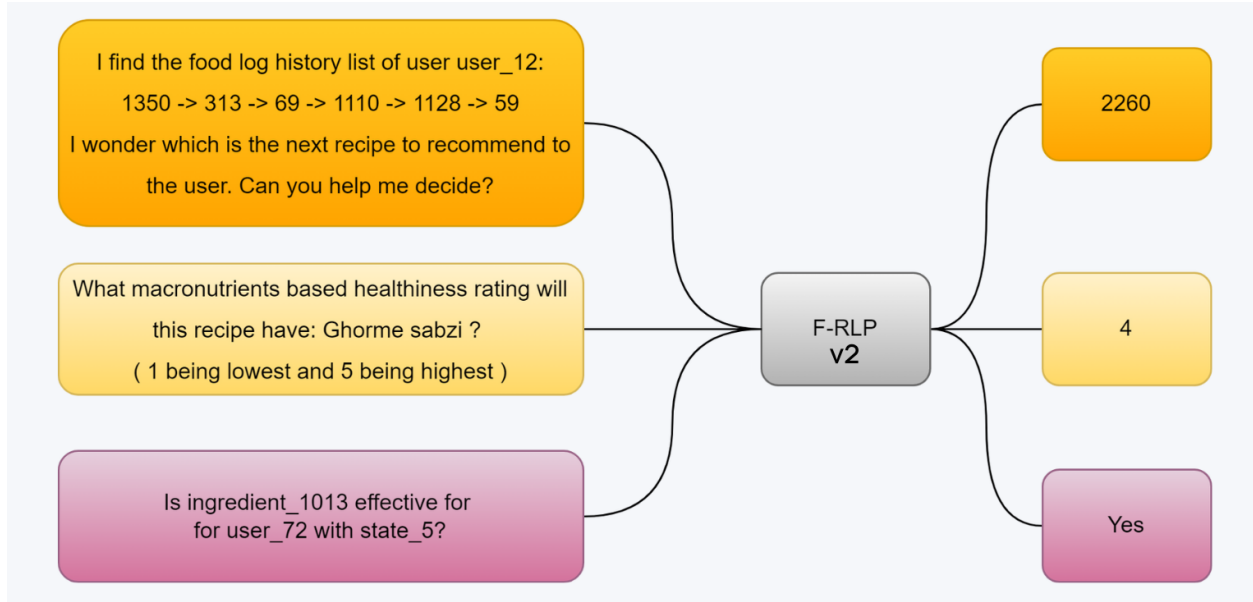 I find the food log history list of user user_12:
1350 -> 313 -> 69 -> 1110 -> 1128 -> 59
I wonder which is the next recipe to recommend to
the user. Can you help me decide?
What macronutrients based healthiness rating will
this recipe have: Ghorme sabzi ?
( 1 being lowest and 5 being highest )
Is ingredient_1013 effective for
for user_72 with state_5?
F-RLP
v2
2260
4
Yes